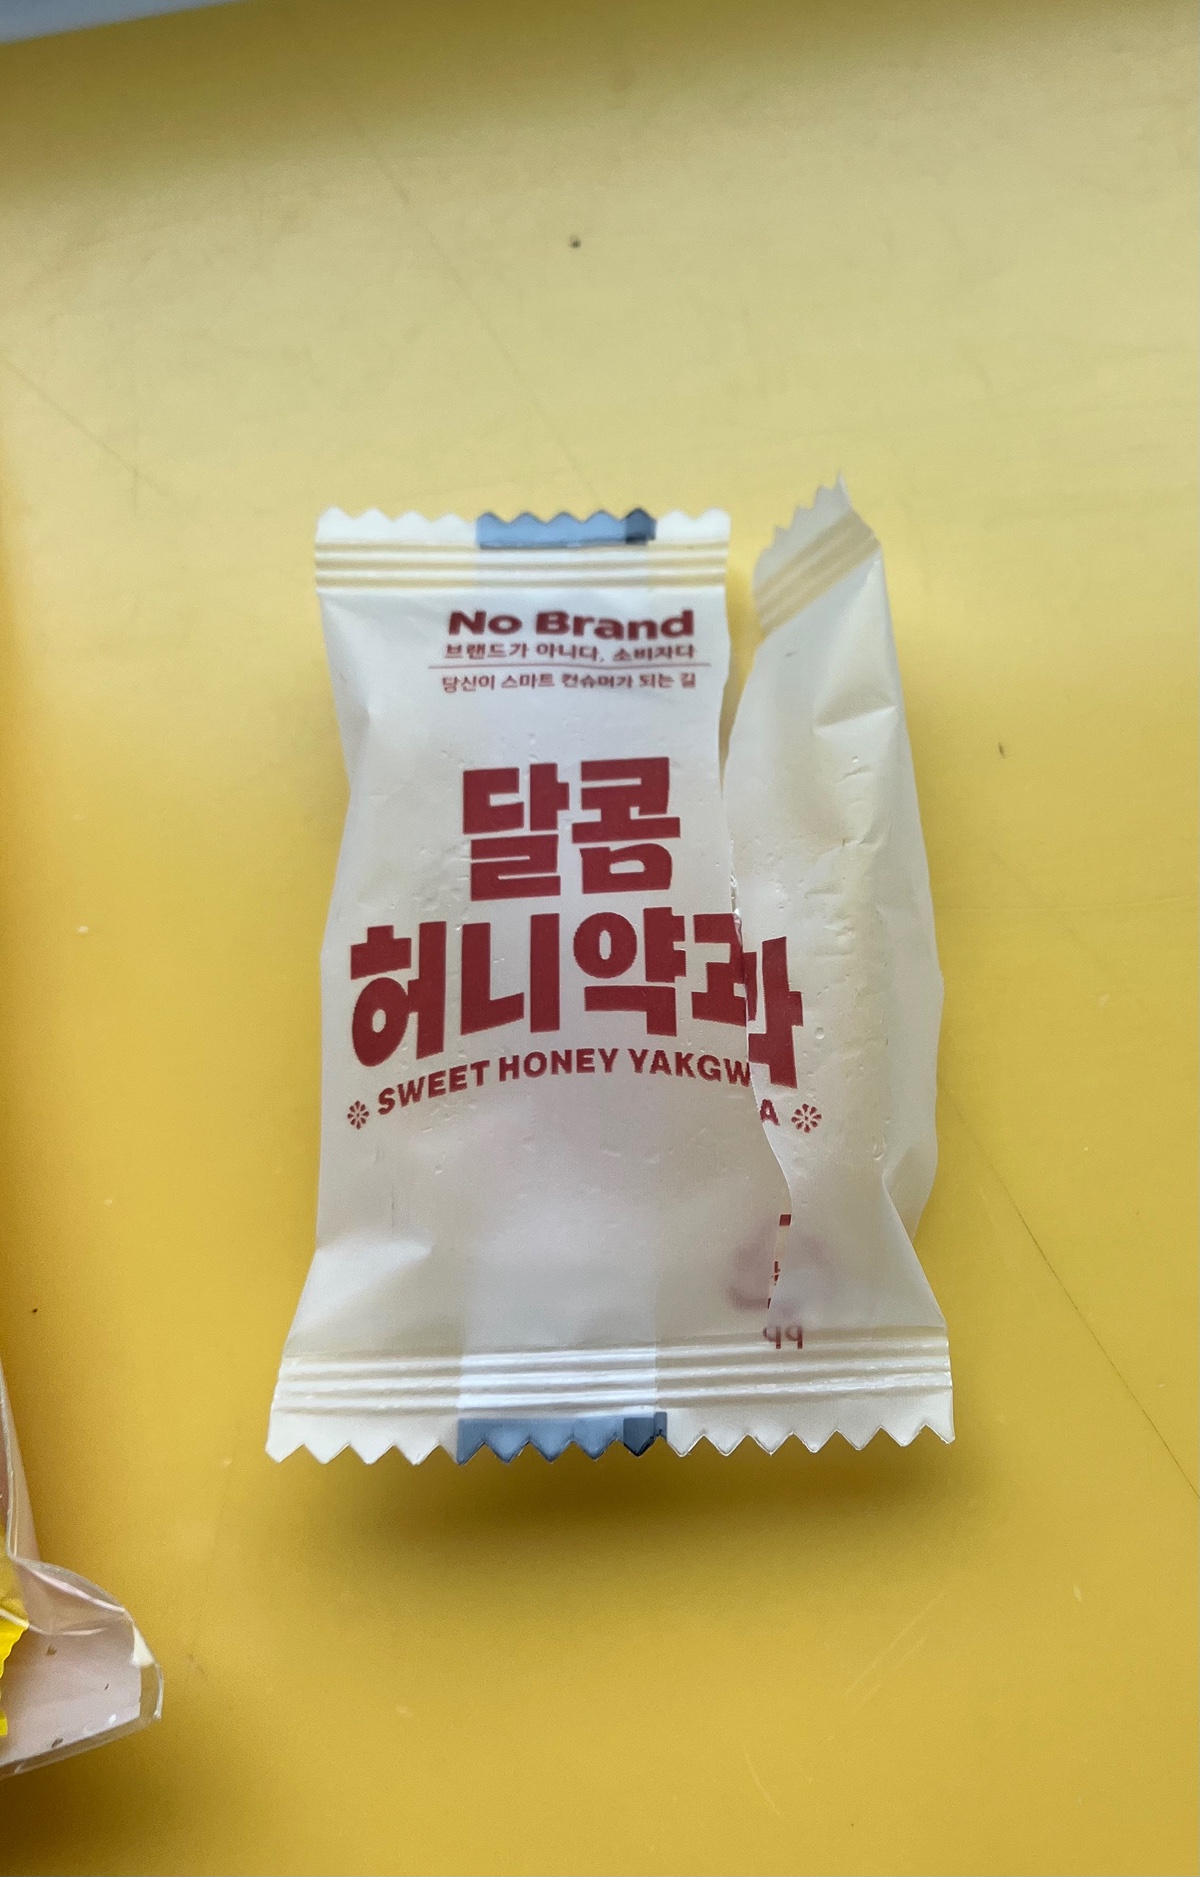 No Brand
브랜드가 아니다, 소비자다
당신이 스마트 컨슈머가 되는 길
달콤
허니약과
SWEET HONEY YAKGWA